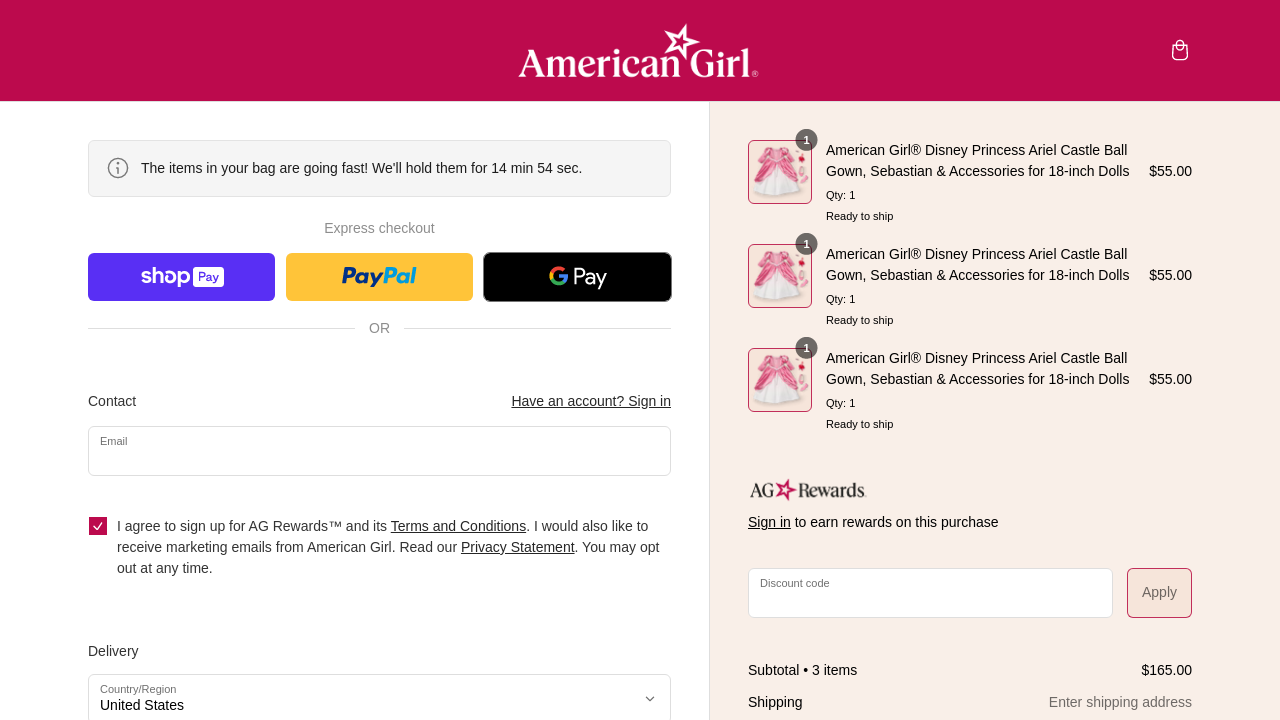 American Girl®
The items in your bag are going fast! We'll hold them for 14 min 54 sec.
Express checkout
shop Pay
PayPal
G Pay
OR
Contact
Have an account? Sign in
Email
I agree to sign up for AG Rewards™ and its Terms and Conditions. I would also like to
receive marketing emails from American Girl. Read our Privacy Statement. You may opt
out at any time.
Delivery
Country/Region
United States
1
American Girl® Disney Princess Ariel Castle Ball
Gown, Sebastian & Accessories for 18-inch Dolls
$55.00
Qty: 1
Ready to ship
1
American Girl® Disney Princess Ariel Castle Ball
Gown, Sebastian & Accessories for 18-inch Dolls
$55.00
Qty: 1
Ready to ship
1
American Girl® Disney Princess Ariel Castle Ball
Gown, Sebastian & Accessories for 18-inch Dolls
$55.00
Qty: 1
Ready to ship
AG Rewards
Sign in to earn rewards on this purchase
Discount code
Apply
Subtotal • 3 items
$165.00
Shipping
Enter shipping address